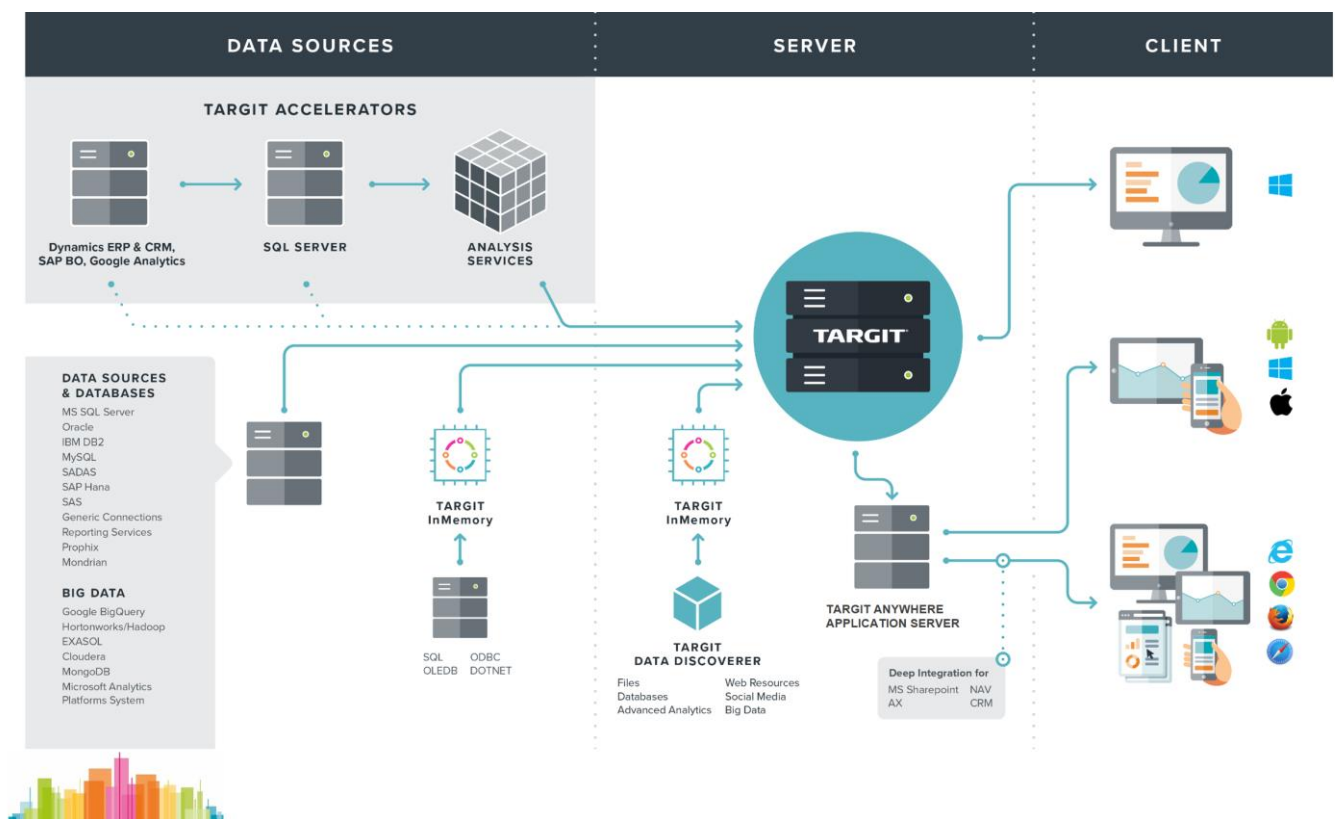 DATA SOURCES
SERVER
CLIENT
TARGIT ACCELERATORS
Dynamics ERP & CRM,
SAP BO, Google Analytics
SQL SERVER
ANALYSIS
SERVICES
TARGIT
DATA SOURCES
& DATABASES
MS SQL Server
Oracle
IBM DB2
MySQL
SADAS
SAP Hana
SAS
Generic Connections
Reporting Services
Prophix
Mondrian
BIG DATA
Google BigQuery
Hortonworks/Hadoop
EXASOL
Cloudera
MongoDB
Microsoft Analytics
Platforms System
TARGIT
InMemory
SQL ODBC
OLEDB DOTNET
TARGIT
InMemory
TARGIT
DATA DISCOVERER
Files Web Resources
Databases Social Media
Advanced Analytics Big Data
TARGIT ANYWHERE
APPLICATION SERVER
Deep Integration for
MS Sharepoint NAV
AX CRM